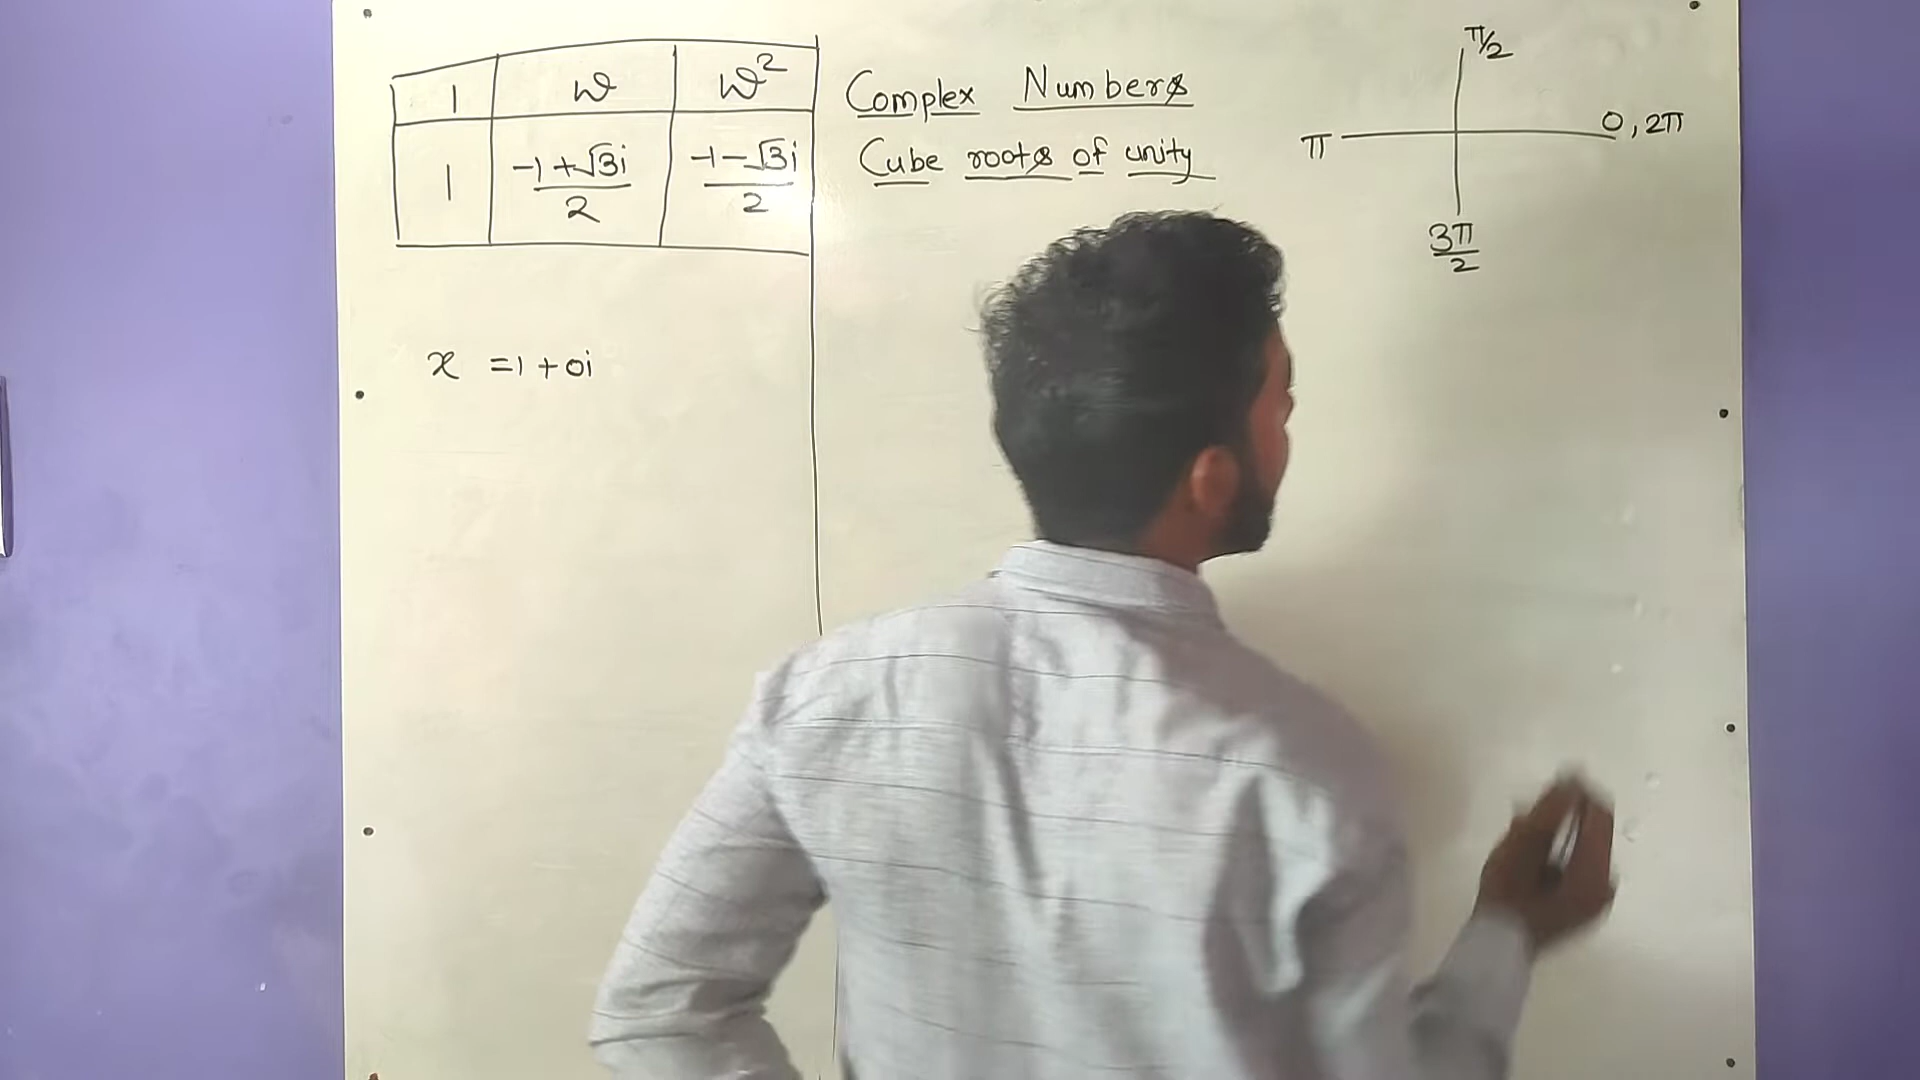 1 ω ω²
1 -1+√3i/2 -1-√3i/2
Complex Numbers
Cube roots of unity
π/2
π 0, 2π
3π/2
x = 1 + 0i